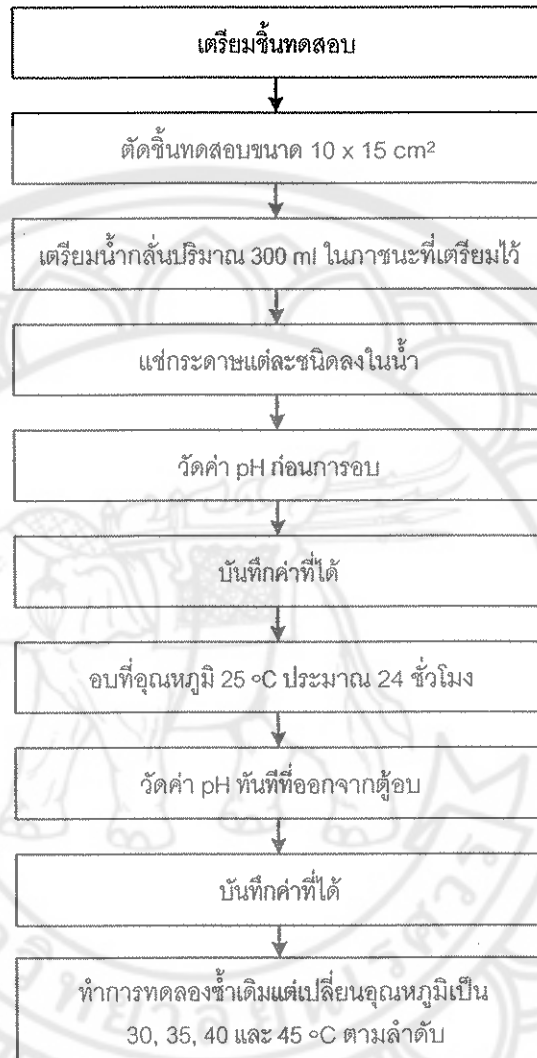 เตรียมชิ้นทดสอบ
ตัดชิ้นทดสอบขนาด 10 x 15 cm²
เตรียมน้ำกลั่นปริมาณ 300 ml ในภาชนะที่เตรียมไว้
แช่กระดาษแต่ละชนิดลงในน้ำ
วัดค่า pH ก่อนการอบ
บันทึกค่าที่ได้
อบที่อุณหภูมิ 25 °C ประมาณ 24 ชั่วโมง
วัดค่า pH ทันทีที่ออกจากตู้อบ
บันทึกค่าที่ได้
ทำการทดลองซ้ำเดิมแต่เปลี่ยนอุณหภูมิเป็น
30, 35, 40 และ 45 °C ตามลำดับ